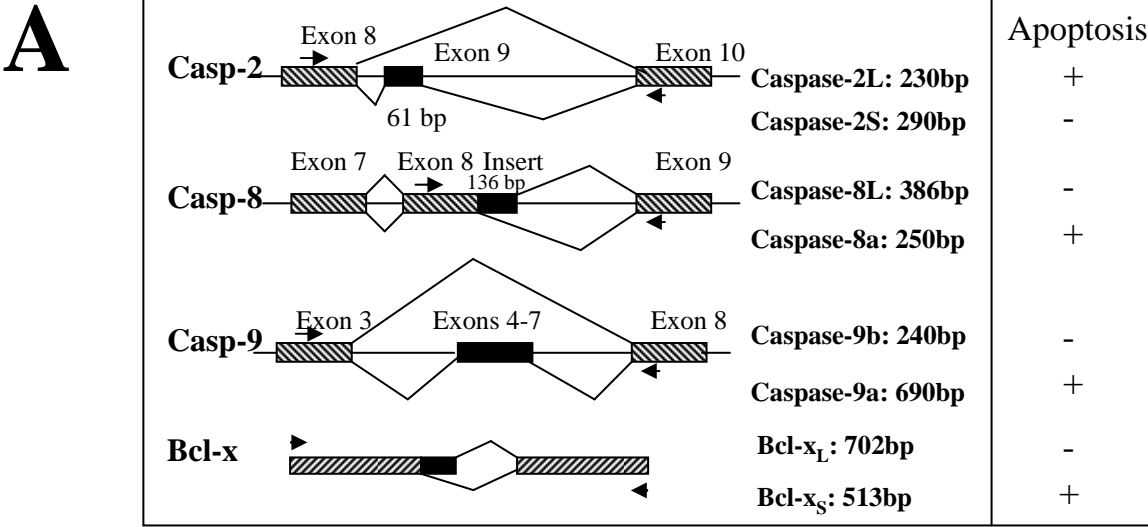 A
Apoptosis
Exon 8
Exon 9
Exon 10
Casp-2
61 bp
Caspase-2L: 230bp
+
Caspase-2S: 290bp
-
Exon 7
Exon 8
Insert
136 bp
Exon 9
Casp-8
Caspase-8L: 386bp
-
Caspase-8a: 250bp
+
Exon 3
Exons 4-7
Exon 8
Casp-9
Caspase-9b: 240bp
-
Caspase-9a: 690bp
+
Bcl-x
Bcl-xL: 702bp
-
Bcl-xS: 513bp
+